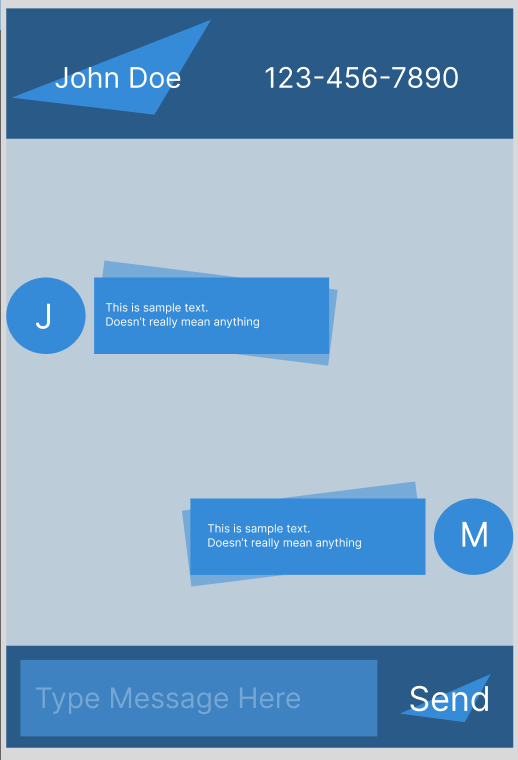 John Doe
123-456-7890
J
This is sample text.
Doesn't really mean anything
This is sample text.
Doesn't really mean anything
M
Type Message Here
Send